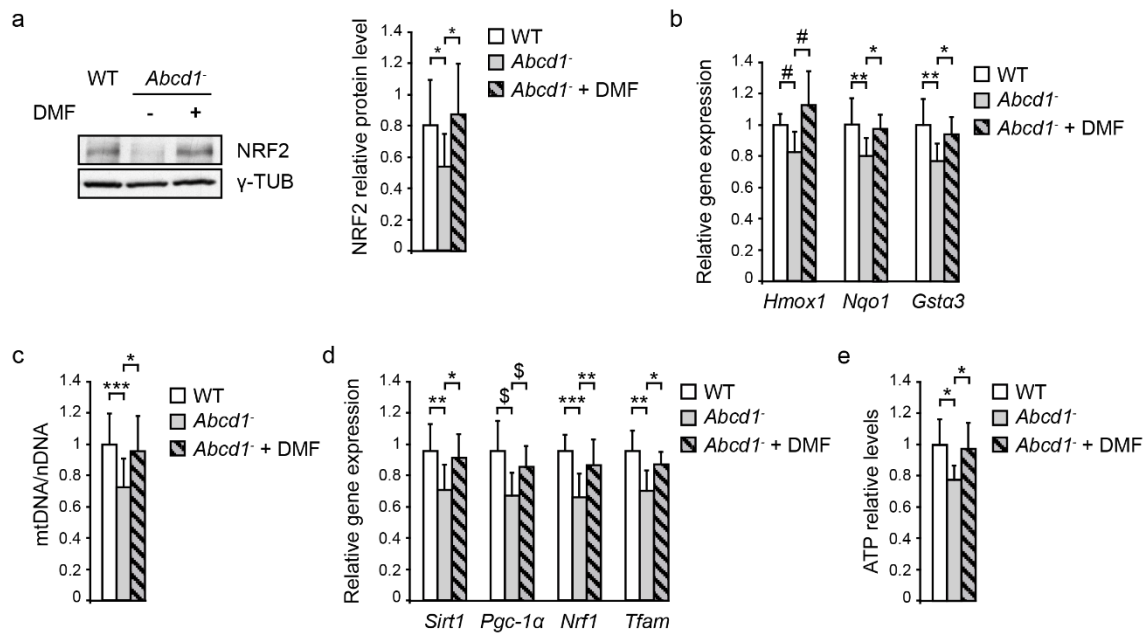 a
WT Abcd1⁻
DMF - +
NRF2
γ-TUB
NRF2 relative protein level
1.4
1.2
1
0.8
0.6
0.4
0.2
0
* *
WT
Abcd1⁻
Abcd1⁻ + DMF
b
Relative gene expression
1.4
1.2
1
0.8
0.6
0.4
0.2
0
# #
** *
** *
Hmox1 Nqo1 Gstα3
WT
Abcd1⁻
Abcd1⁻ + DMF
c
mtDNA/nDNA
1.4
1.2
1
0.8
0.6
0.4
0.2
0
*** *
WT
Abcd1⁻
Abcd1⁻ + DMF
d
Relative gene expression
1.4
1.2
1
0.8
0.6
0.4
0.2
0
** *
$ $
*** **
** *
Sirt1 Pgc-1α Nrf1 Tfam
WT
Abcd1⁻
Abcd1⁻ + DMF
e
ATP relative levels
1.4
1.2
1
0.8
0.6
0.4
0.2
0
* *
WT
Abcd1⁻
Abcd1⁻ + DMF